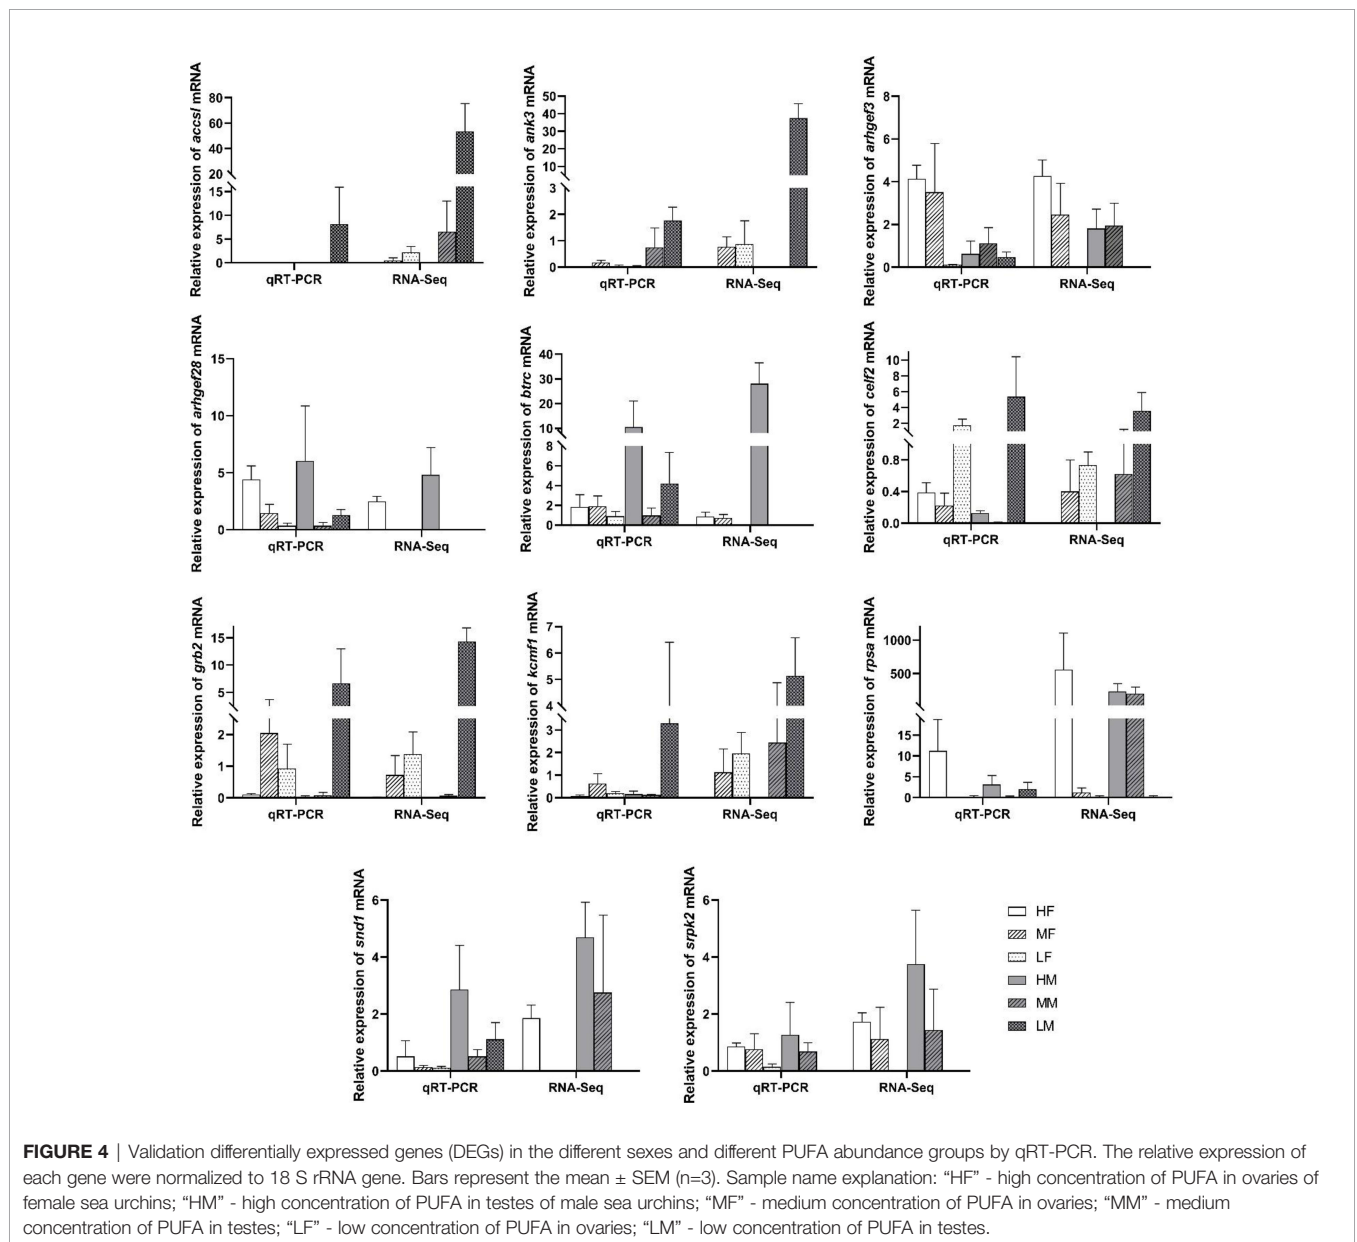 Relative expression of accsl mRNA
80
60
40
20
15
10
5
0
qRT-PCR
RNA-Seq
Relative expression of ank3 mRNA
50
40
30
20
10
3
2
1
0
qRT-PCR
RNA-Seq
Relative expression of arhgef3 mRNA
8
6
4
2
0
qRT-PCR
RNA-Seq
Relative expression of arhgef28 mRNA
15
10
5
0
qRT-PCR
RNA-Seq
Relative expression of btrc mRNA
40
30
20
10
8
6
4
2
0
qRT-PCR
RNA-Seq
Relative expression of celf2 mRNA
10
8
6
4
2
0.8
0.4
0.0
qRT-PCR
RNA-Seq
Relative expression of grb2 mRNA
15
10
5
2
1
0
qRT-PCR
RNA-Seq
Relative expression of kcmf1 mRNA
7
6
5
4
3
2
1
0
qRT-PCR
RNA-Seq
Relative expression of rpsa mRNA
1000
500
15
10
5
0
qRT-PCR
RNA-Seq
Relative expression of snd1 mRNA
6
4
2
0
qRT-PCR
RNA-Seq
Relative expression of srpk2 mRNA
6
4
2
0
qRT-PCR
RNA-Seq
HF
MF
LF
HM
MM
LM
FIGURE 4 | Validation differentially expressed genes (DEGs) in the different sexes and different PUFA abundance groups by qRT-PCR. The relative expression of
each gene were normalized to 18 S rRNA gene. Bars represent the mean ± SEM (n=3). Sample name explanation: “HF” - high concentration of PUFA in ovaries of
female sea urchins; “HM” - high concentration of PUFA in testes of male sea urchins; “MF” - medium concentration of PUFA in ovaries; “MM” - medium
concentration of PUFA in testes; “LF” - low concentration of PUFA in ovaries; “LM” - low concentration of PUFA in testes.